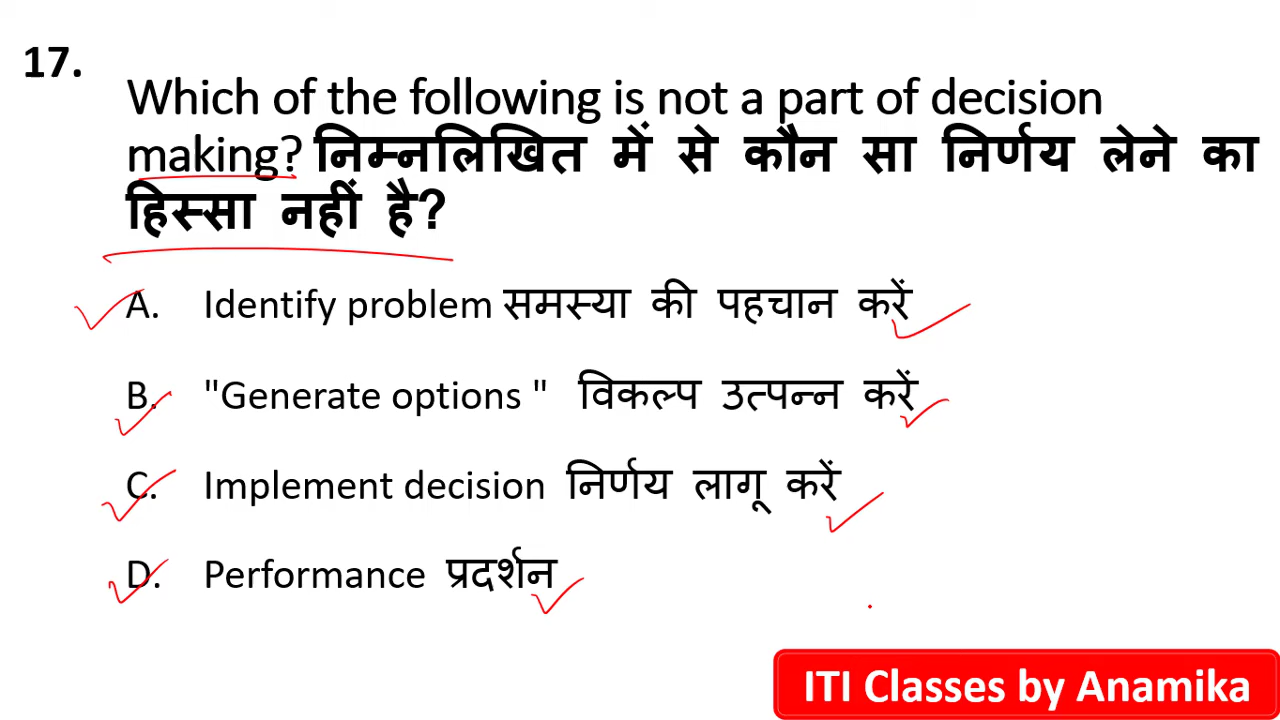 17.
Which of the following is not a part of decision
making? निम्नलिखित में से कौन सा निर्णय लेने का
हिस्सा नहीं है?
A. Identify problem समस्या की पहचान करें
B. "Generate options " विकल्प उत्पन्न करें
C. Implement decision निर्णय लागू करें
D. Performance प्रदर्शन
ITI Classes by Anamika